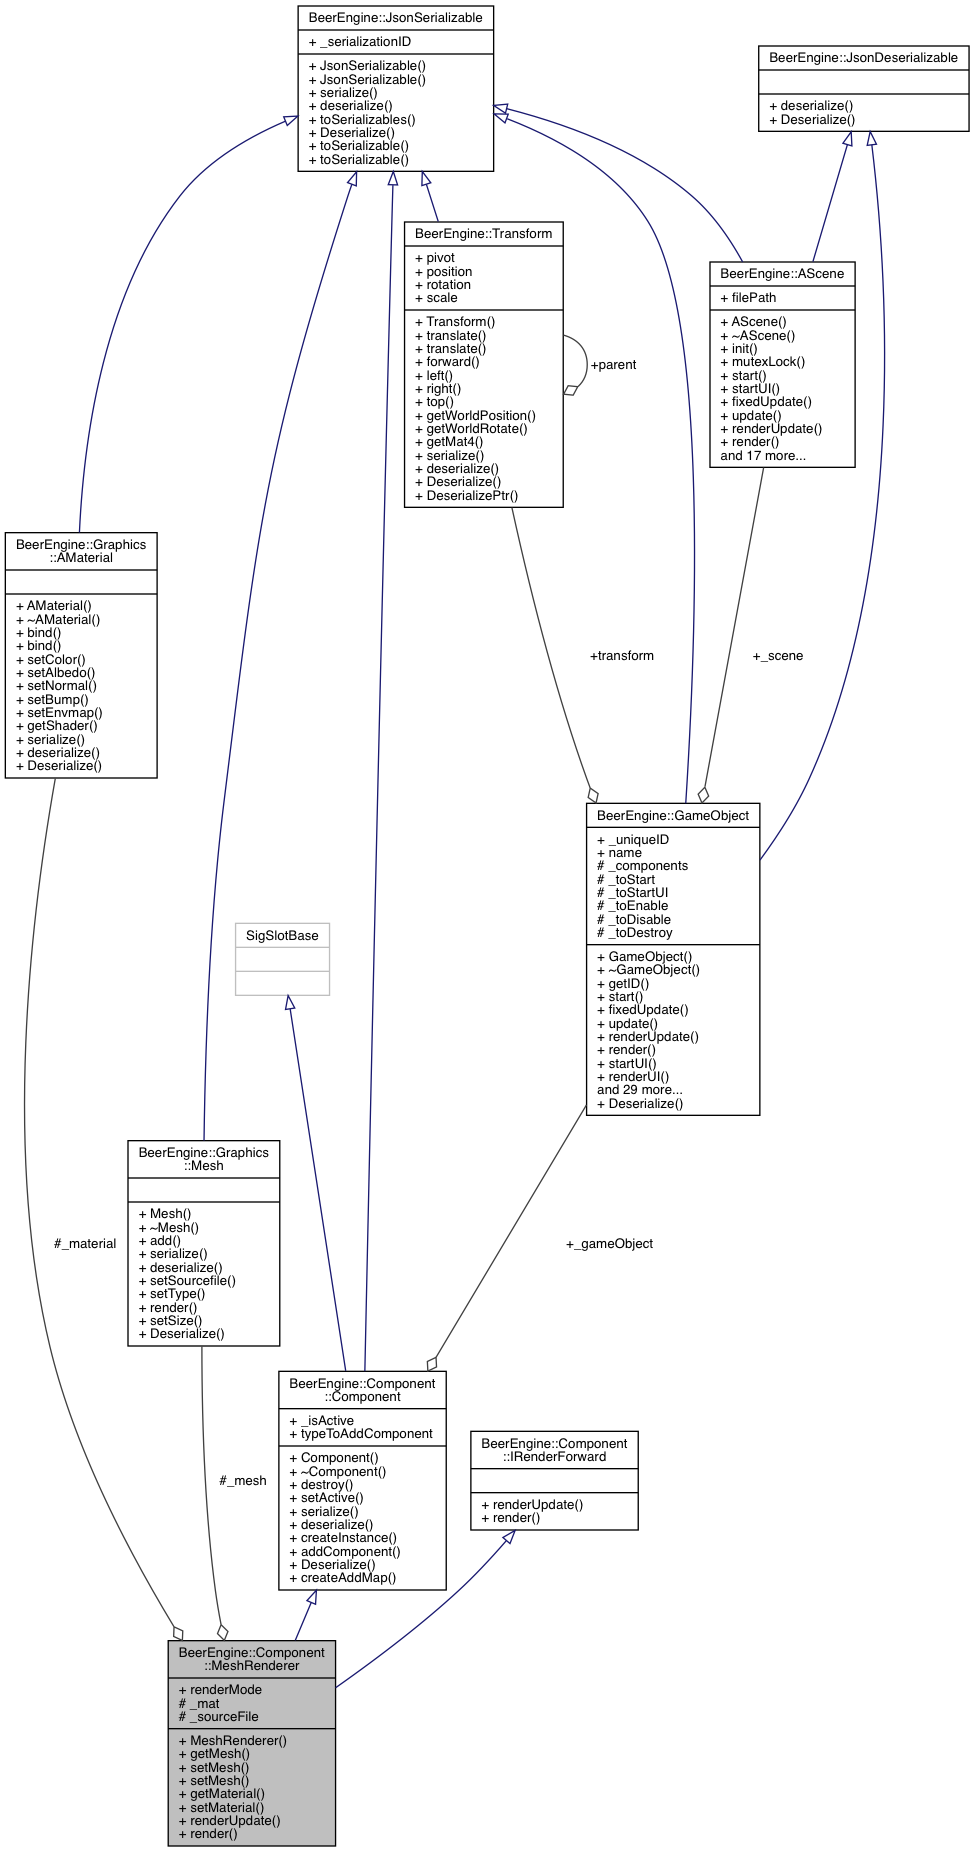 BeerEngine::JsonSerializable
+ _serializationID
+ JsonSerializable()
+ JsonSerializable()
+ serialize()
+ deserialize()
+ toSerializables()
+ Deserialize()
+ toSerializable()
+ toSerializable()
BeerEngine::JsonDeserializable
+ deserialize()
+ Deserialize()
BeerEngine::Transform
+ pivot
+ position
+ rotation
+ scale
+ Transform()
+ translate()
+ translate()
+ forward()
+ left()
+ right()
+ top()
+ getWorldPosition()
+ getWorldRotate()
+ getMat4()
+ serialize()
+ deserialize()
+ Deserialize()
+ DeserializePtr()
+parent
BeerEngine::AScene
+ filePath
+ AScene()
+ ~AScene()
+ init()
+ mutexLock()
+ start()
+ startUI()
+ fixedUpdate()
+ update()
+ renderUpdate()
+ render()
and 17 more...
BeerEngine::Graphics
::AMaterial
+ AMaterial()
+ ~AMaterial()
+ bind()
+ bind()
+ setColor()
+ setAlbedo()
+ setNormal()
+ setBump()
+ setEnvmap()
+ getShader()
+ serialize()
+ deserialize()
+ Deserialize()
+transform
+_scene
BeerEngine::GameObject
+ _uniqueID
+ name
# _components
# _toStart
# _toStartUI
# _toEnable
# _toDisable
# _toDestroy
+ GameObject()
+ ~GameObject()
+ getID()
+ start()
+ fixedUpdate()
+ update()
+ renderUpdate()
+ render()
+ startUI()
+ renderUI()
and 29 more...
+ Deserialize()
SigSlotBase
BeerEngine::Graphics
::Mesh
+ Mesh()
+ ~Mesh()
+ add()
+ serialize()
+ deserialize()
+ setSourcefile()
+ setType()
+ render()
+ setSize()
+ Deserialize()
#_material
+_gameObject
BeerEngine::Component
::Component
+ _isActive
+ typeToAddComponent
+ Component()
+ ~Component()
+ destroy()
+ setActive()
+ serialize()
+ deserialize()
+ createInstance()
+ addComponent()
+ Deserialize()
+ createAddMap()
BeerEngine::Component
::IRenderForward
+ renderUpdate()
+ render()
#_mesh
BeerEngine::Component
::MeshRenderer
+ renderMode
# _mat
# _sourceFile
+ MeshRenderer()
+ getMesh()
+ setMesh()
+ setMesh()
+ getMaterial()
+ setMaterial()
+ renderUpdate()
+ render()